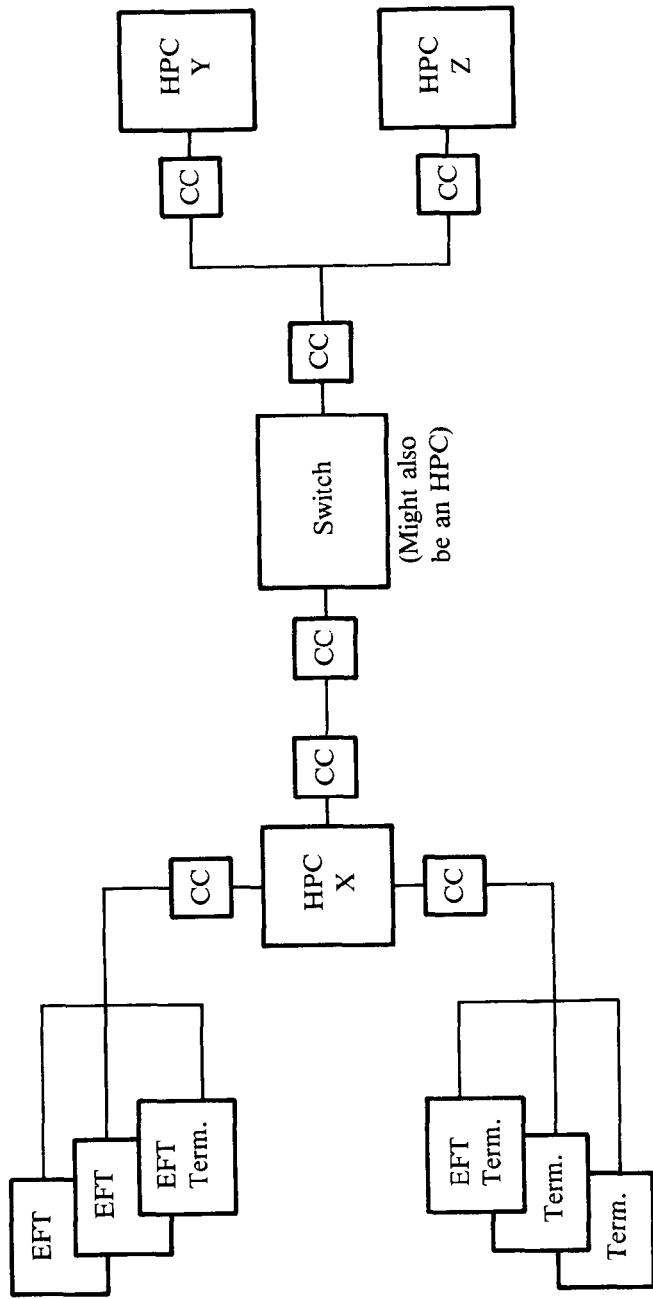 EFT
EFT
EFT
Term.
CC
HPC
X
CC
CC
CC
Switch
(Might also
be an HPC)
CC
CC
HPC
Y
CC
HPC
Z
EFT
Term.
Term.
Term.